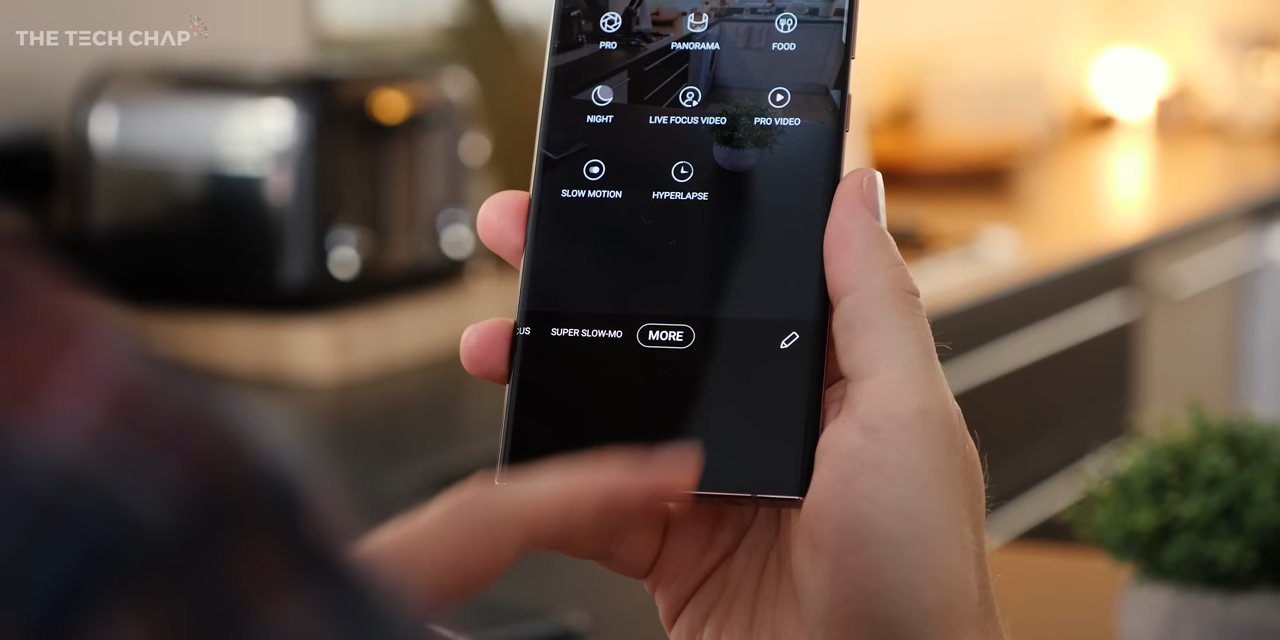 THE TECH CHAP
PRO PANORAMA FOOD
NIGHT LIVE FOCUS VIDEO PRO VIDEO
SLOW MOTION HYPERLAPSE
CUS SUPER SLOW-MO MORE